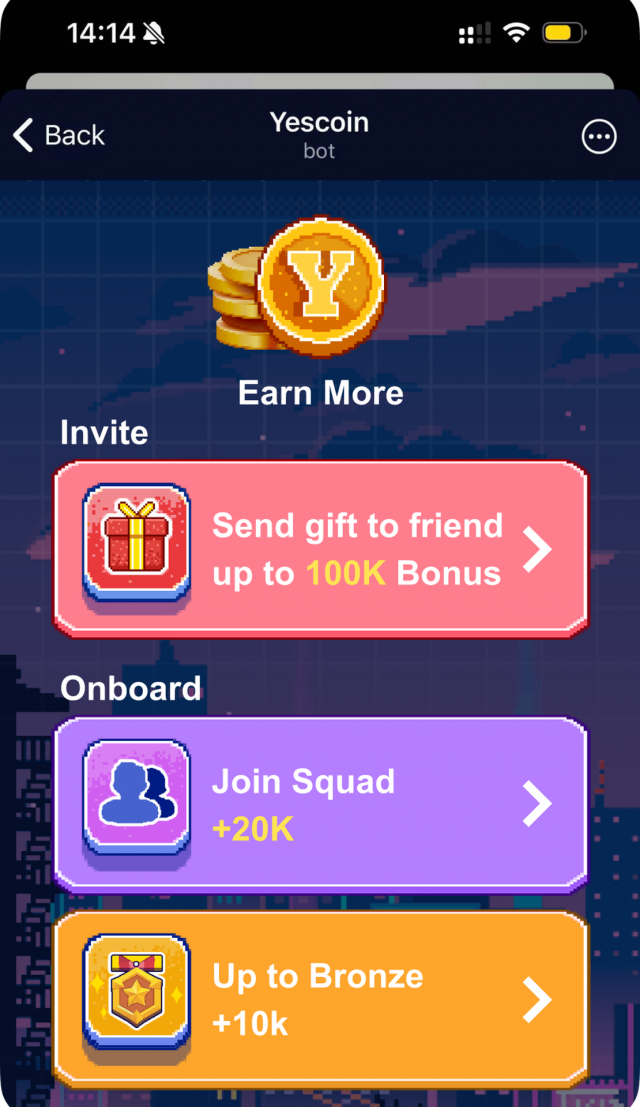 14:14
Back
Yescoin
bot
Y
Earn More
Invite
Send gift to friend
up to 100K Bonus
Onboard
Join Squad
+20K
Up to Bronze
+10k